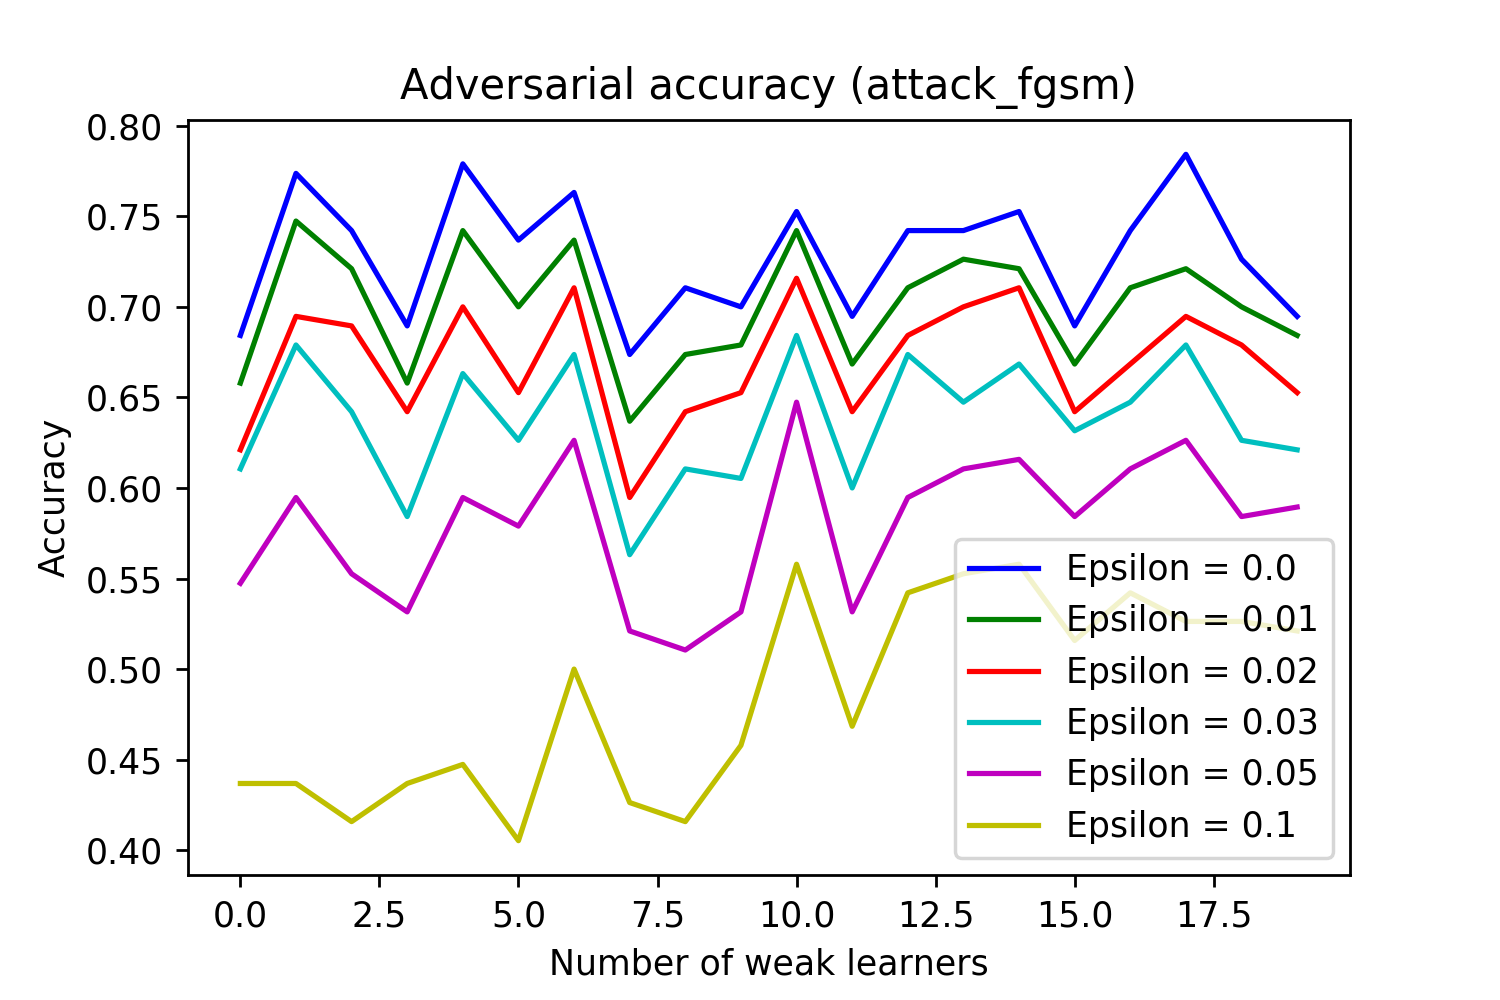 Adversarial accuracy (attack_fgsm)
0.80
0.75
0.70
0.65
0.60
0.55
0.50
0.45
0.40
Accuracy
Epsilon = 0.0
Epsilon = 0.01
Epsilon = 0.02
Epsilon = 0.03
Epsilon = 0.05
Epsilon = 0.1
0.0 2.5 5.0 7.5 10.0 12.5 15.0 17.5
Number of weak learners